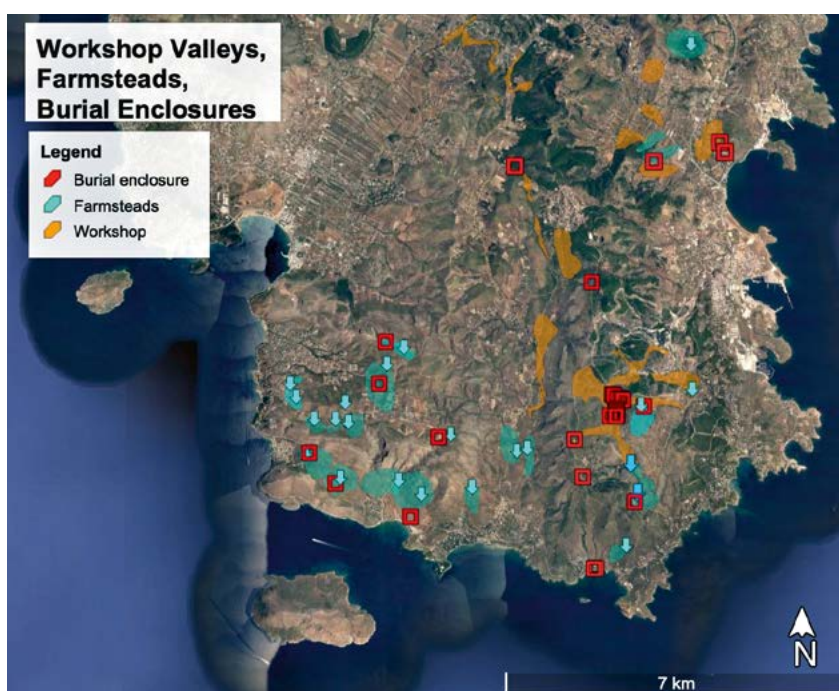 Workshop Valleys,
Farmsteads,
Burial Enclosures
Legend
Burial enclosure
Farmsteads
Workshop
N
7 km